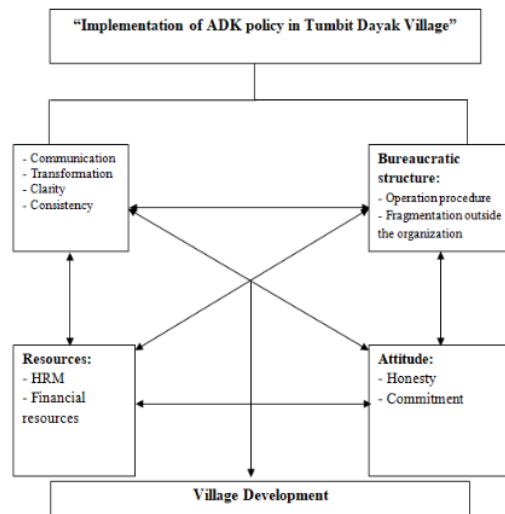 “Implementation of ADK policy in Tumbit Dayak Village”
- Communication
- Transformation
- Clarity
- Consistency
Bureaucratic
structure:
- Operation procedure
- Fragmentation outside
the organization
Resources:
- HRM
- Financial
resources
Attitude:
- Honesty
- Commitment
Village Development